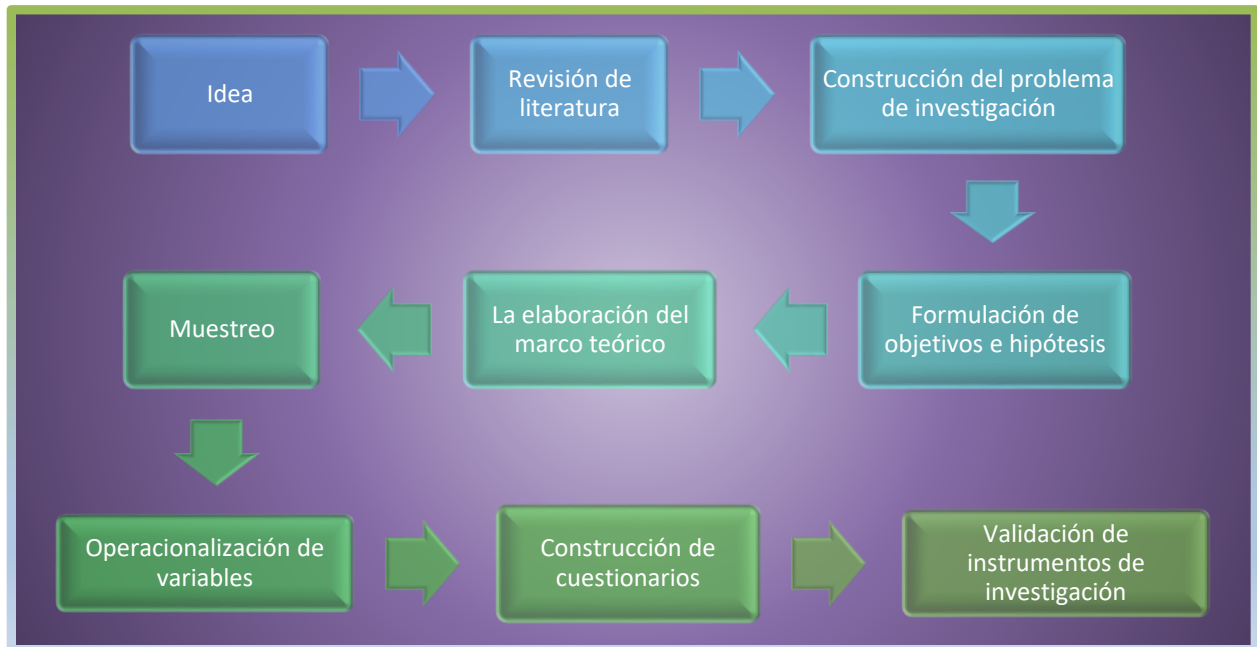 Idea
Revisión de
literatura
Construcción del problema
de investigación
Formulación de
objetivos e hipótesis
La elaboración del
marco teórico
Muestreo
Operacionalización de
variables
Construcción de
cuestionarios
Validación de
instrumentos de
investigación